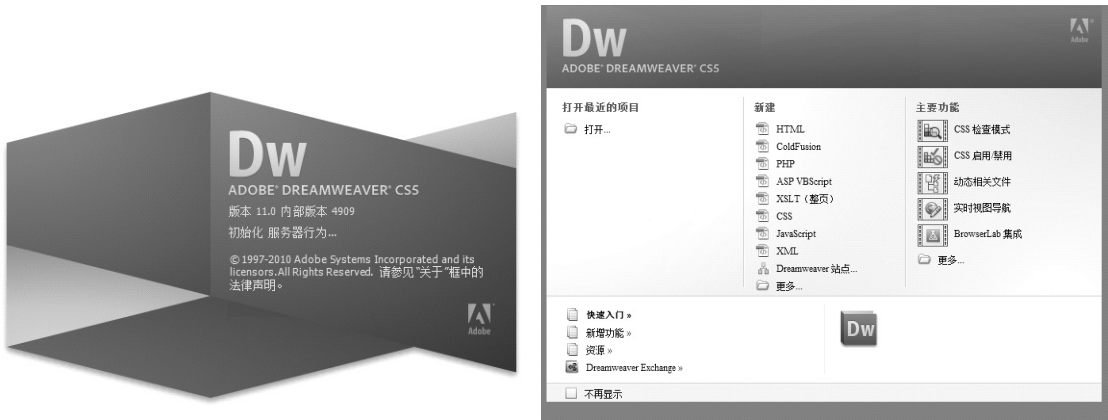 Dw
ADOBE® DREAMWEAVER® CS5
版本 11.0 内部版本 4909
初始化 服务器行为...
©1997-2010 Adobe Systems Incorporated and its
licensors.All Rights Reserved. 请参见"关于"框中的
法律声明。
Adobe
Dw
ADOBE® DREAMWEAVER® CS5
Adobe
打开最近的项目
打开...
新建
HTML
ColdFusion
PHP
ASP VBScript
XSLT（整页）
CSS
JavaScript
XML
Dreamweaver 站点...
更多...
主要功能
CSS 检查模式
CSS 启用/禁用
动态相关文件
实时视图导航
BrowserLab 集成
更多...
快速入门 »
新增功能 »
资源 »
Dreamweaver Exchange »
Dw
不再显示